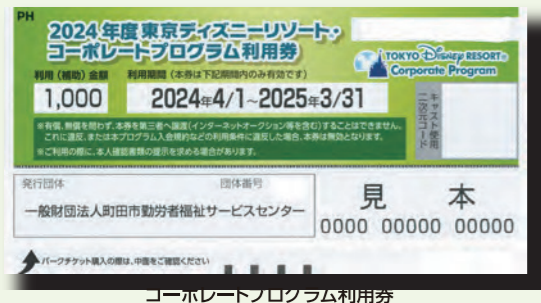 PH
2024年度 東京ディズニーリゾート・
コーポレートプログラム利用券
TOKYO Disney RESORT®
Corporate Program
利用(補助)金額
利用期間(本券は下記期間内のみ有効です)
1,000
2024年4/1~2025年3/31
キャスト使用
二次元コード
※有償、無償を問わず、本券を第三者へ譲渡(インターネットオークション等を含む)することはできません。
これに違反、または本プログラム入会規約などの利用条件に違反した場合、本券は無効となります。
※ご利用の際に、本人確認書類の提示を求める場合があります。
発行団体
団体番号
一般財団法人町田市勤労者福祉サービスセンター
見 本
0000 00000 00000
パークチケット購入の際は、中面をご確認ください
コーポレートプログラム利用券